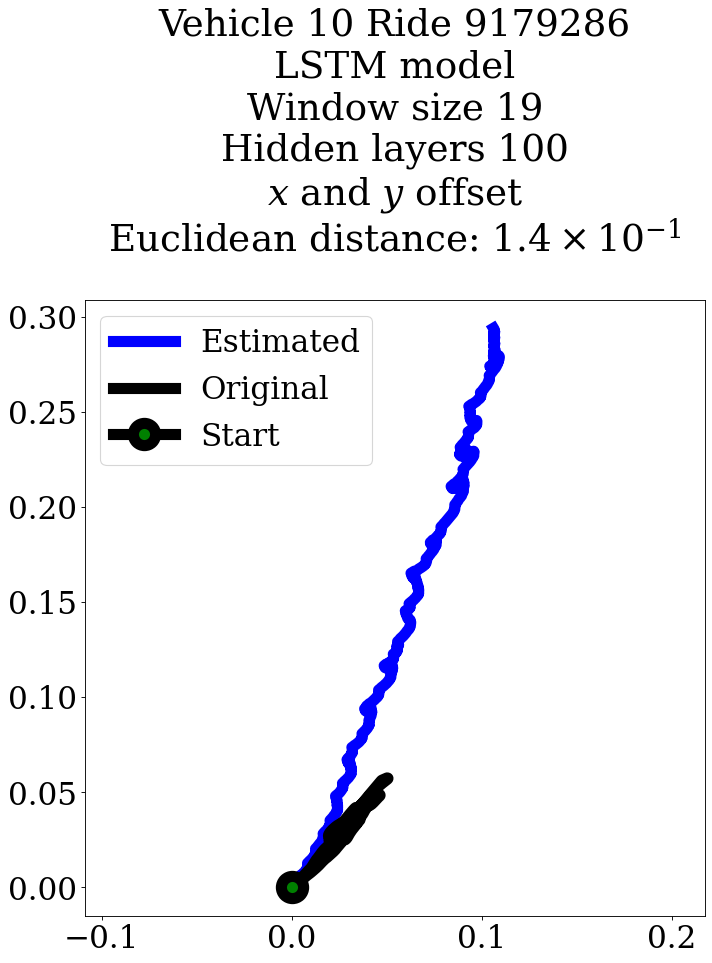 Vehicle 10 Ride 9179286
LSTM model
Window size 19
Hidden layers 100
x and y offset
Euclidean distance: 1.4 × 10⁻¹
Estimated
Original
Start
0.30
0.25
0.20
0.15
0.10
0.05
0.00
−0.1 0.0 0.1 0.2